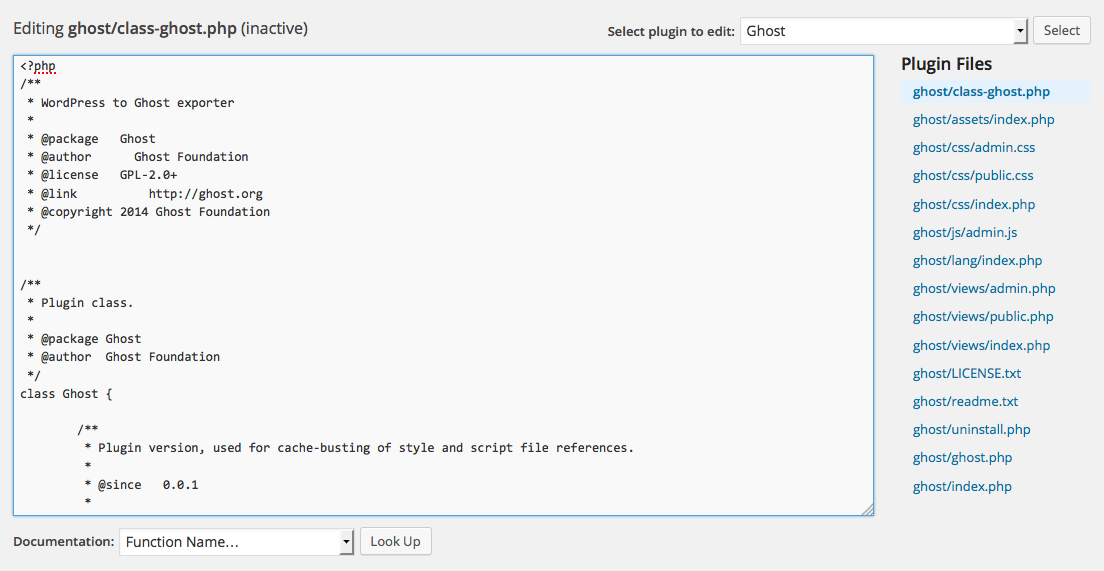 Editing ghost/class-ghost.php (inactive)
Select plugin to edit: Ghost Select
<?php
/**
 * WordPress to Ghost exporter
 *
 * @package   Ghost
 * @author      Ghost Foundation
 * @license   GPL-2.0+
 * @link          http://ghost.org
 * @copyright 2014 Ghost Foundation
 */
/**
 * Plugin class.
 *
 * @package Ghost
 * @author  Ghost Foundation
 */
class Ghost {
        /**
         * Plugin version, used for cache-busting of style and script file references.
         *
         * @since   0.0.1
         *
Plugin Files
ghost/class-ghost.php
ghost/assets/index.php
ghost/css/admin.css
ghost/css/public.css
ghost/css/index.php
ghost/js/admin.js
ghost/lang/index.php
ghost/views/admin.php
ghost/views/public.php
ghost/views/index.php
ghost/LICENSE.txt
ghost/readme.txt
ghost/uninstall.php
ghost/ghost.php
ghost/index.php
Documentation: Function Name... Look Up